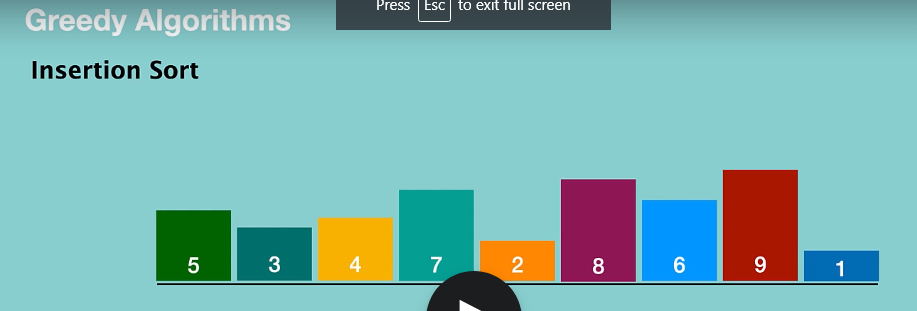 Press Esc to exit full screen
Greedy Algorithms
Insertion Sort
5 3 4 7 2 8 6 9 1